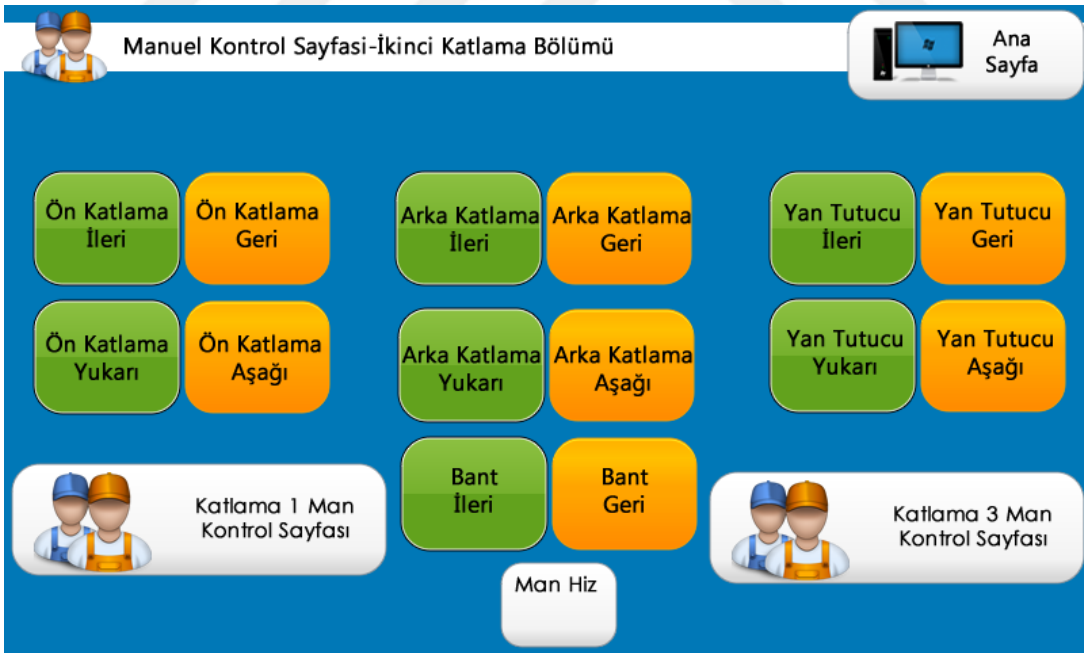 Manuel Kontrol Sayfasi-İkinci Katlama Bölümü
Ana
Sayfa
Ön Katlama
İleri
Ön Katlama
Geri
Arka Katlama
İleri
Arka Katlama
Geri
Yan Tutucu
İleri
Yan Tutucu
Geri
Ön Katlama
Yukarı
Ön Katlama
Aşağı
Arka Katlama
Yukarı
Arka Katlama
Aşağı
Yan Tutucu
Yukarı
Yan Tutucu
Aşağı
Bant
İleri
Bant
Geri
Katlama 1 Man
Kontrol Sayfası
Katlama 3 Man
Kontrol Sayfası
Man Hiz